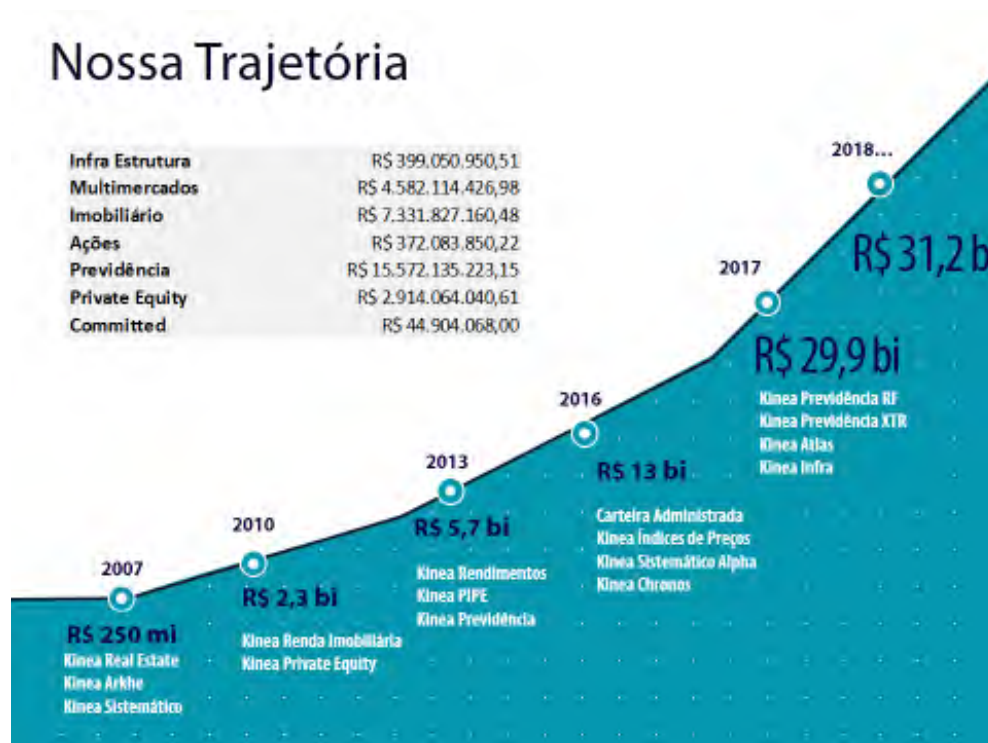 Nossa Trajetória
Infra Estrutura R$ 399.050.950,51
Multimercados R$ 4.582.114.426,98
Imobiliário R$ 7.331.827.160,48
Ações R$ 372.083.850,22
Previdência R$ 15.572.135.223,15
Private Equity R$ 2.914.064.040,61
Committed R$ 44.904.068,00
2007
R$ 250 mi
Kinea Real Estate
Kinea Arkhe
Kinea Sistemático
2010
R$ 2,3 bi
Kinea Renda Imobiliária
Kinea Private Equity
2013
R$ 5,7 bi
Kinea Rendimentos
Kinea PIPE
Kinea Previdência
2016
R$ 13 bi
Carteira Administrada
Kinea Índices de Preços
Kinea Sistemático Alpha
Kinea Chronos
2017
R$ 29,9 bi
Kinea Previdência RF
Kinea Previdência XTR
Kinea Atlas
Kinea Infra
2018...
R$ 31,2 b